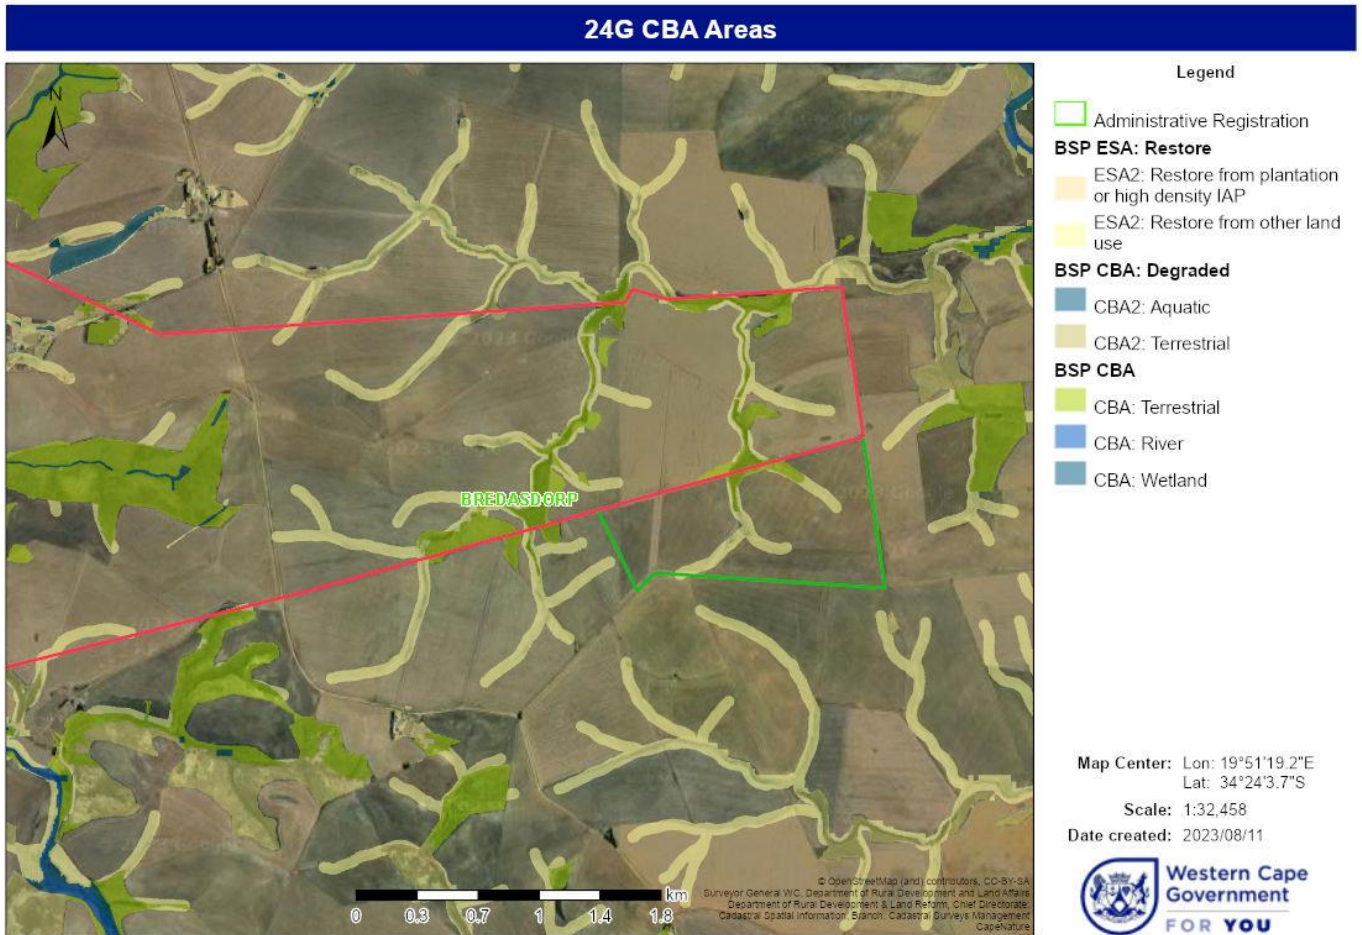 24G CBA Areas
N
BREDASDORP
Legend
Administrative Registration
BSP ESA: Restore
ESA2: Restore from plantation
or high density IAP
ESA2: Restore from other land
use
BSP CBA: Degraded
CBA2: Aquatic
CBA2: Terrestrial
BSP CBA
CBA: Terrestrial
CBA: River
CBA: Wetland
Map Center: Lon: 19°51'19.2"E
Lat: 34°24'3.7"S
Scale: 1:32,458
Date created: 2023/08/11
km
0 0.3 0.7 1 1.4 1.8
© OpenStreetMap (and) contributors, CC-BY-SA
Surveyor General WC, Department of Rural Development and Land Affairs
Department of Rural Development & Land Reform, Chief Directorate:
Cadastral Spatial Information, Branch: Cadastral Surveys Management
CapeNature
Western Cape
Government
FOR YOU